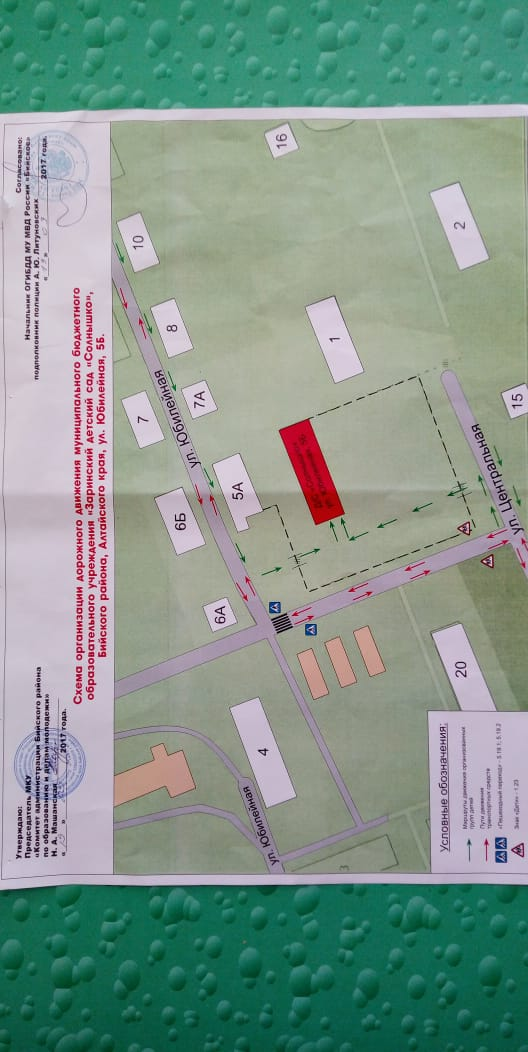 Утверждаю:
Председатель МКУ
«Комитет администрации Бийского района
по образованию и делам молодежи»
Н. А. Мащанская
2017 года.
Согласовано:
Начальник ОГИБДД МУ МВД России «Бийское»
подполковник полиции А. Ю. Литуновских
2017 года.
Схема организации дорожного движения муниципального бюджетного
образовательного учреждения «Заринский детский сад «Солнышко»,
Бийского района, Алтайского края, ул. Юбилейная, 5Б.
10
8
7
7А
ул. Юбилейная
6Б
5А
6А
4
ул. Юбилейная
3
16
2
1
15
ул. Центральная
20
Условные обозначения:
Маршруты движения организованных
групп детей
Пути движения
транспортных средств
«Пешеходный переход» - 5.19.1; 5.19.2
Знак «Дети» - 1.23